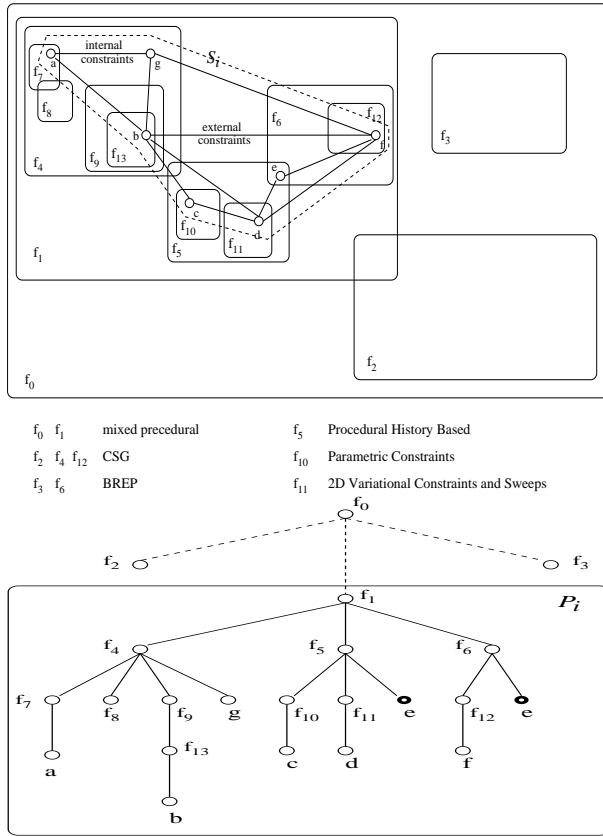 internal
constraints
S_i
a
g
f_7
f_8
f_4
f_9
f_13
b
external
constraints
f_6
f_12
f
f_3
e
c
f_10
f_5
d
f_11
f_1
f_2
f_0
f_0 f_1 mixed precedural
f_5 Procedural History Based
f_2 f_4 f_12 CSG
f_10 Parametric Constraints
f_3 f_6 BREP
f_11 2D Variational Constraints and Sweeps
f_0
f_2
f_3
f_1
P_i
f_4
f_5
f_6
f_7
f_8
f_9
g
f_10
f_11
e
f_12
e
f_13
a
c
d
f
b